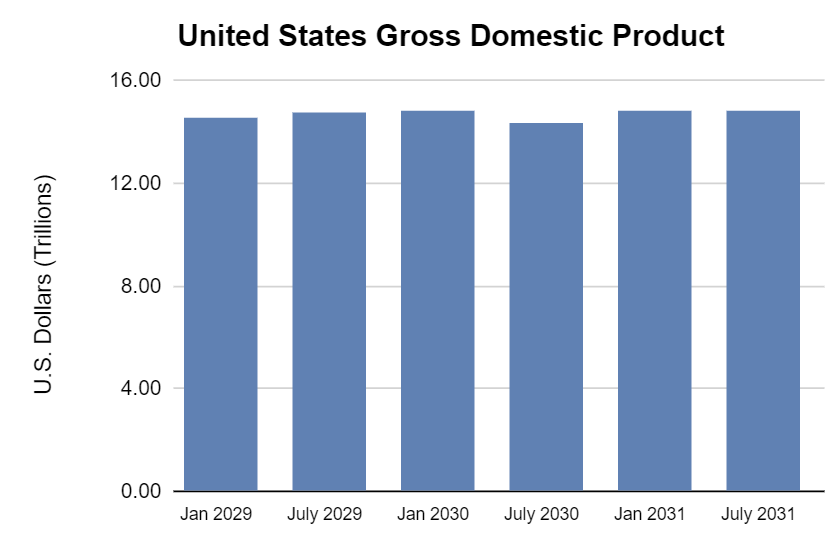 United States Gross Domestic Product
U.S. Dollars (Trillions)
16.00
12.00
8.00
4.00
0.00
Jan 2029 July 2029 Jan 2030 July 2030 Jan 2031 July 2031